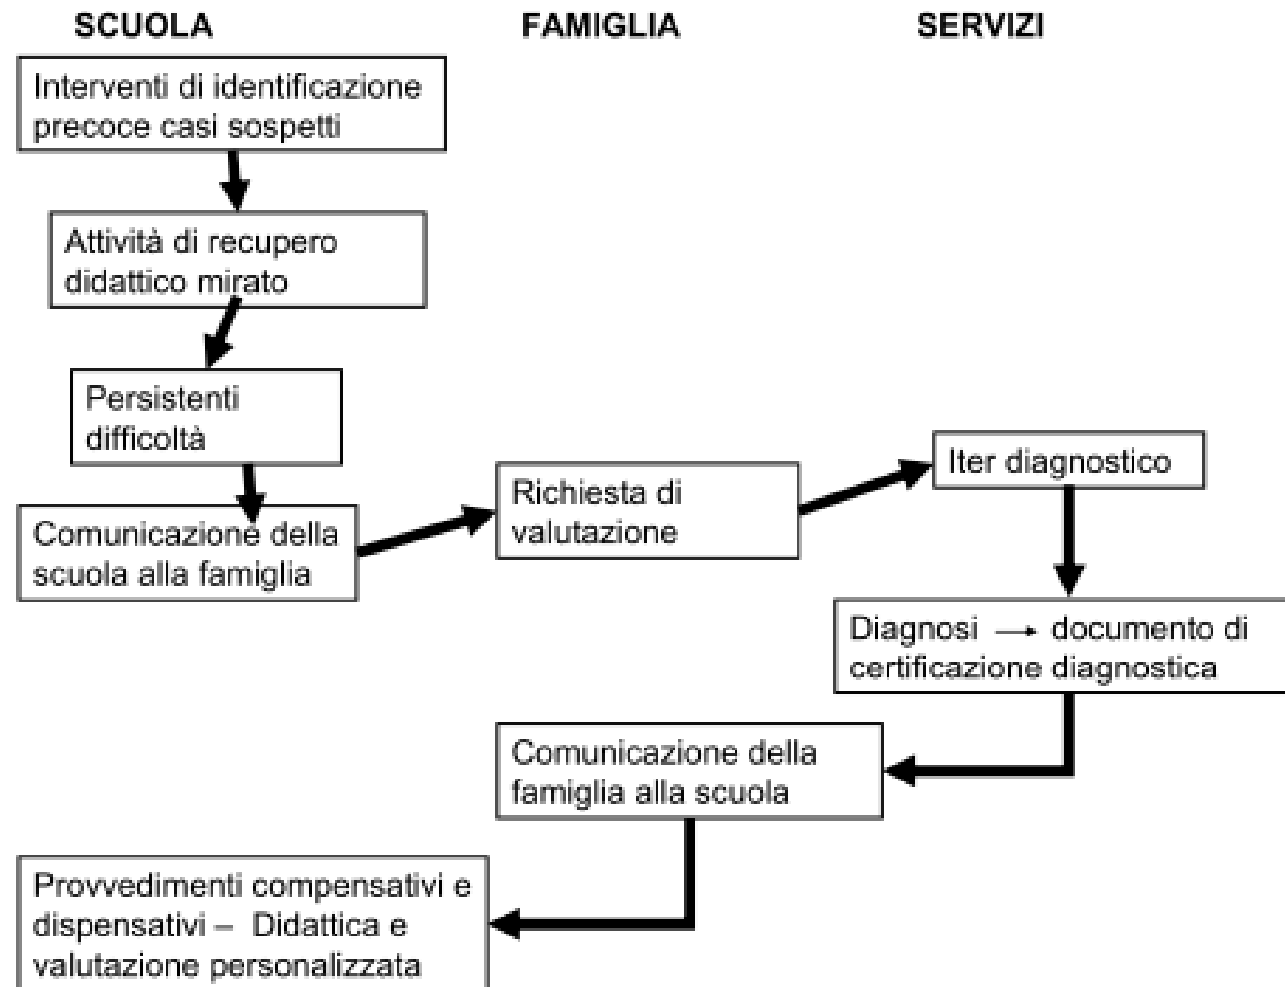 SCUOLA FAMIGLIA SERVIZI
Interventi di identificazione
precoce casi sospetti
Attività di recupero
didattico mirato
Persistenti
difficoltà
Comunicazione della
scuola alla famiglia
Richiesta di
valutazione
Iter diagnostico
Diagnosi → documento di
certificazione diagnostica
Comunicazione della
famiglia alla scuola
Provvedimenti compensativi e
dispensativi – Didattica e
valutazione personalizzata